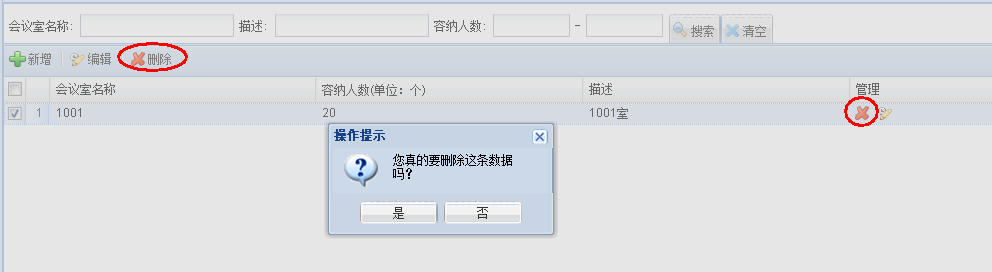 会议室名称: 描述: 容纳人数: - 搜索 清空
新增 编辑 删除
会议室名称 容纳人数(单位：个) 描述 管理
1 1001 20 1001室
操作提示
您真的要删除这条数据
吗?
是 否